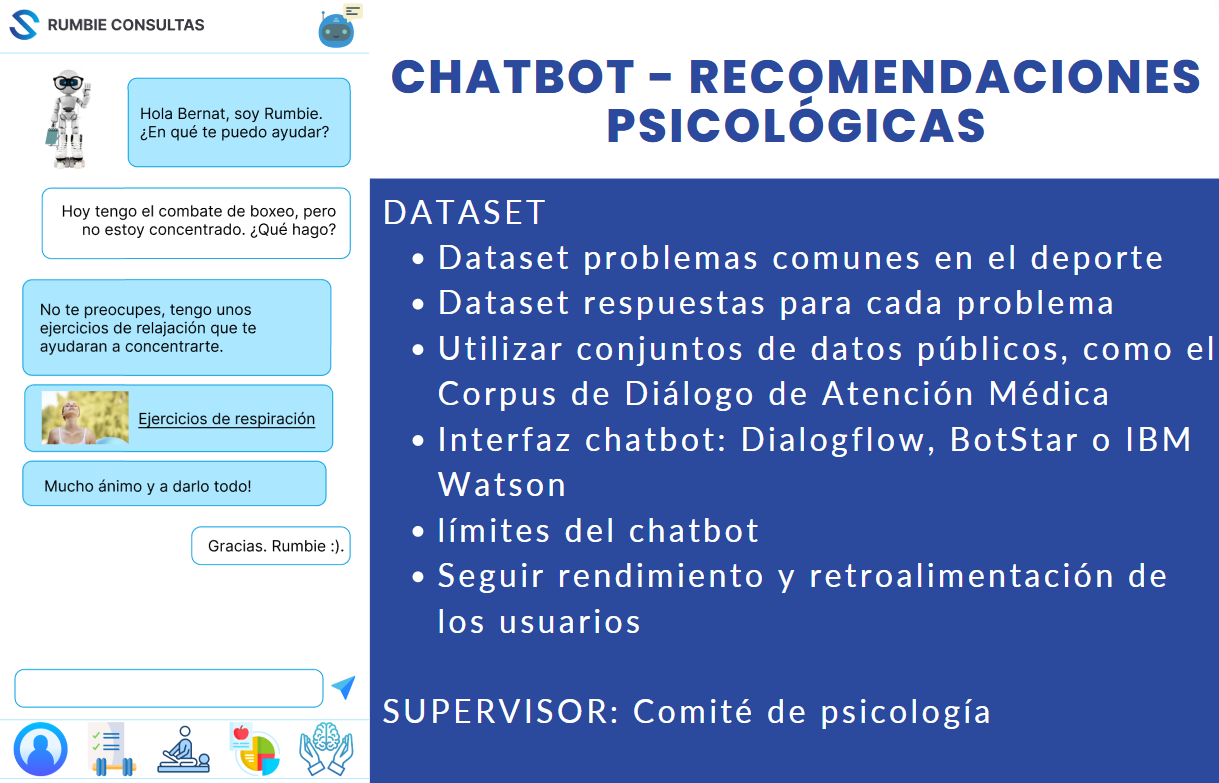 RUMBIE CONSULTAS
Hola Bernat, soy Rumbie.
¿En qué te puedo ayudar?
Hoy tengo el combate de boxeo, pero
no estoy concentrado. ¿Qué hago?
No te preocupes, tengo unos
ejercicios de relajación que te
ayudaran a concentrarte.
Ejercicios de respiración
Mucho ánimo y a darlo todo!
Gracias. Rumbie :).
CHATBOT - RECOMENDACIONES
PSICOLÓGICAS
DATASET
• Dataset problemas comunes en el deporte
• Dataset respuestas para cada problema
• Utilizar conjuntos de datos públicos, como el
Corpus de Diálogo de Atención Médica
• Interfaz chatbot: Dialogflow, BotStar o IBM
Watson
• límites del chatbot
• Seguir rendimiento y retroalimentación de
los usuarios
SUPERVISOR: Comité de psicología